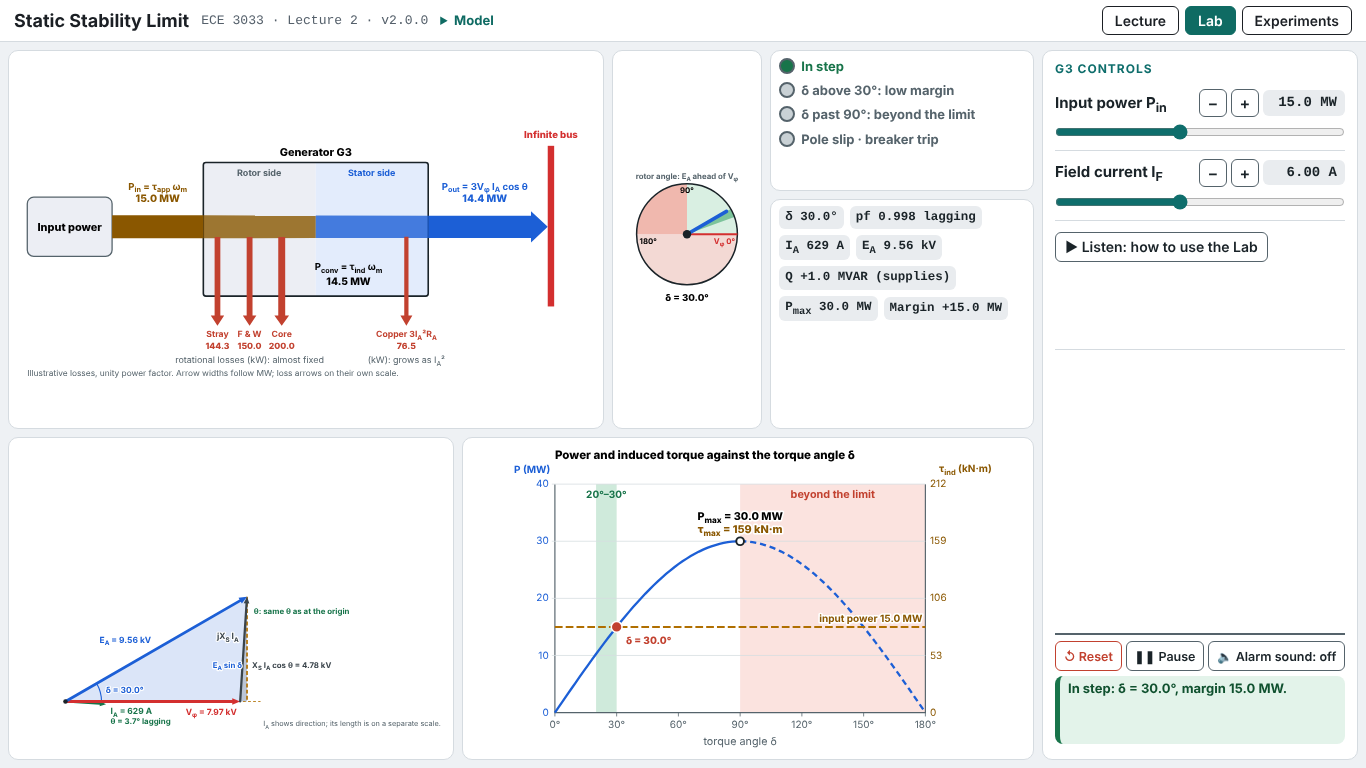 Static Stability Limit ECE 3033 · Lecture 2 · v2.0.0 ▶ Model
Lecture Lab Experiments
Infinite bus
Generator G3
Rotor side Stator side
Input power
Pin = τapp ωm
15.0 MW
Pout = 3Vφ IA cos θ
14.4 MW
Pconv = τind ωm
14.5 MW
Stray F & W Core Copper 3IA²RA
144.3 150.0 200.0 76.5
rotational losses (kW): almost fixed (kW): grows as IA²
Illustrative losses, unity power factor. Arrow widths follow MW; loss arrows on their own scale.
rotor angle: EA ahead of Vφ
90°
180° Vφ 0°
δ = 30.0°
In step
δ above 30°: low margin
δ past 90°: beyond the limit
Pole slip · breaker trip
δ 30.0° pf 0.998 lagging
IA 629 A EA 9.56 kV
Q +1.0 MVAR (supplies)
Pmax 30.0 MW Margin +15.0 MW
G3 CONTROLS
Input power Pin − + 15.0 MW
Field current IF − + 6.00 A
▶ Listen: how to use the Lab
θ: same θ as at the origin
EA = 9.56 kV
jXS IA
EA sin δ XS IA cos θ = 4.78 kV
δ = 30.0°
IA = 629 A
θ = 3.7° lagging
Vφ = 7.97 kV
IA shows direction; its length is on a separate scale.
Power and induced torque against the torque angle δ
P (MW) τind (kN·m)
40 212
20°–30° beyond the limit
Pmax = 30.0 MW
τmax = 159 kN·m
30 159
20 106
input power 15.0 MW
δ = 30.0°
10 53
0 0
0° 30° 60° 90° 120° 150° 180°
torque angle δ
↺ Reset ❚❚ Pause 🔈 Alarm sound: off
In step: δ = 30.0°, margin 15.0 MW.